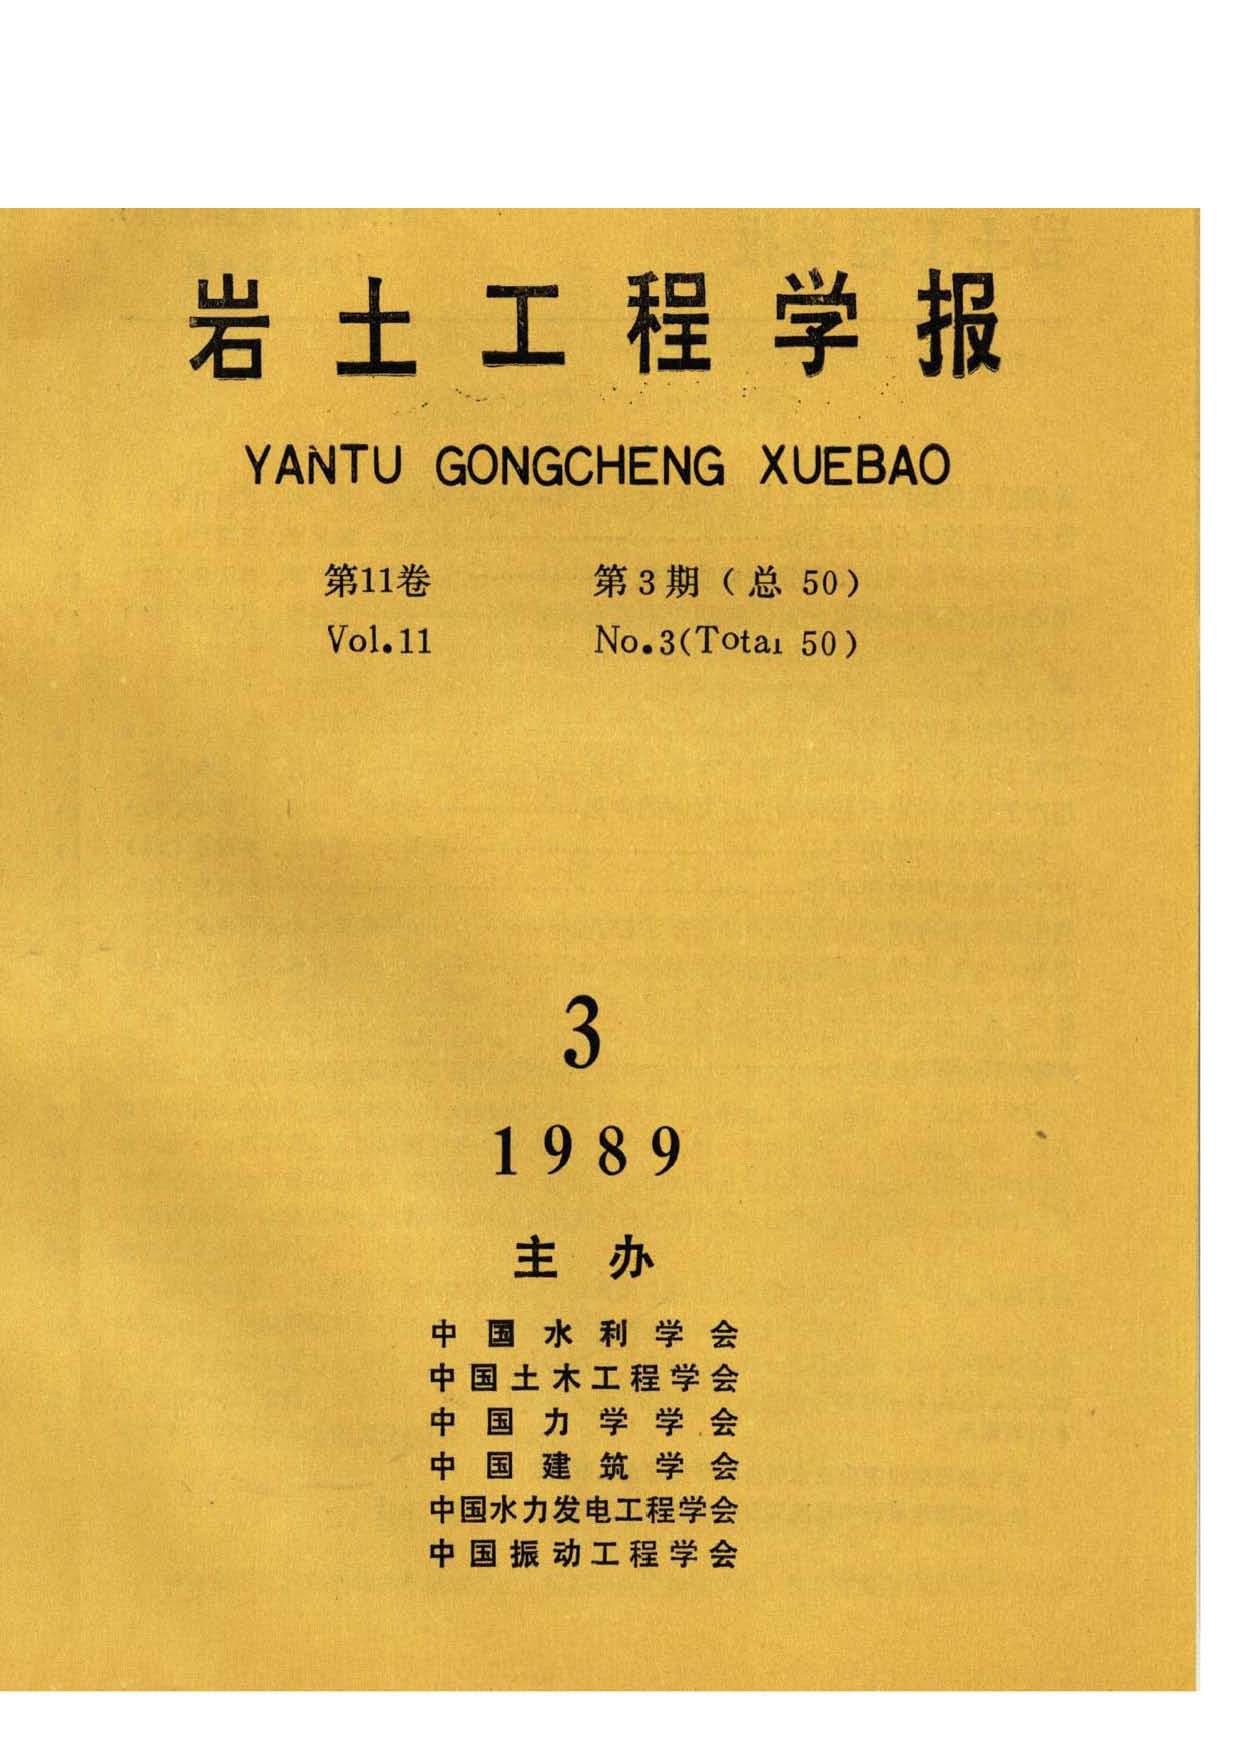 岩土工程学报
YANTU GONGCHENG XUEBAO
第11卷 第3期(总 50)
Vol.11 No.3(Total 50)
3
1989
主办
中国水利学会
中国土木工程学会
中国力学学会
中国建筑学会
中国水力发电工程学会
中国振动工程学会